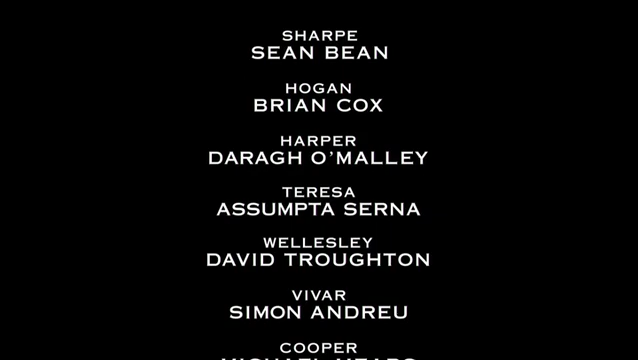 SHARPE
SEAN BEAN
HOGAN
BRIAN COX
HARPER
DARAGH O'MALLEY
TERESA
ASSUMPTA SERNA
WELLESLEY
DAVID TROUGHTON
VIVAR
SIMON ANDREU
COOPER